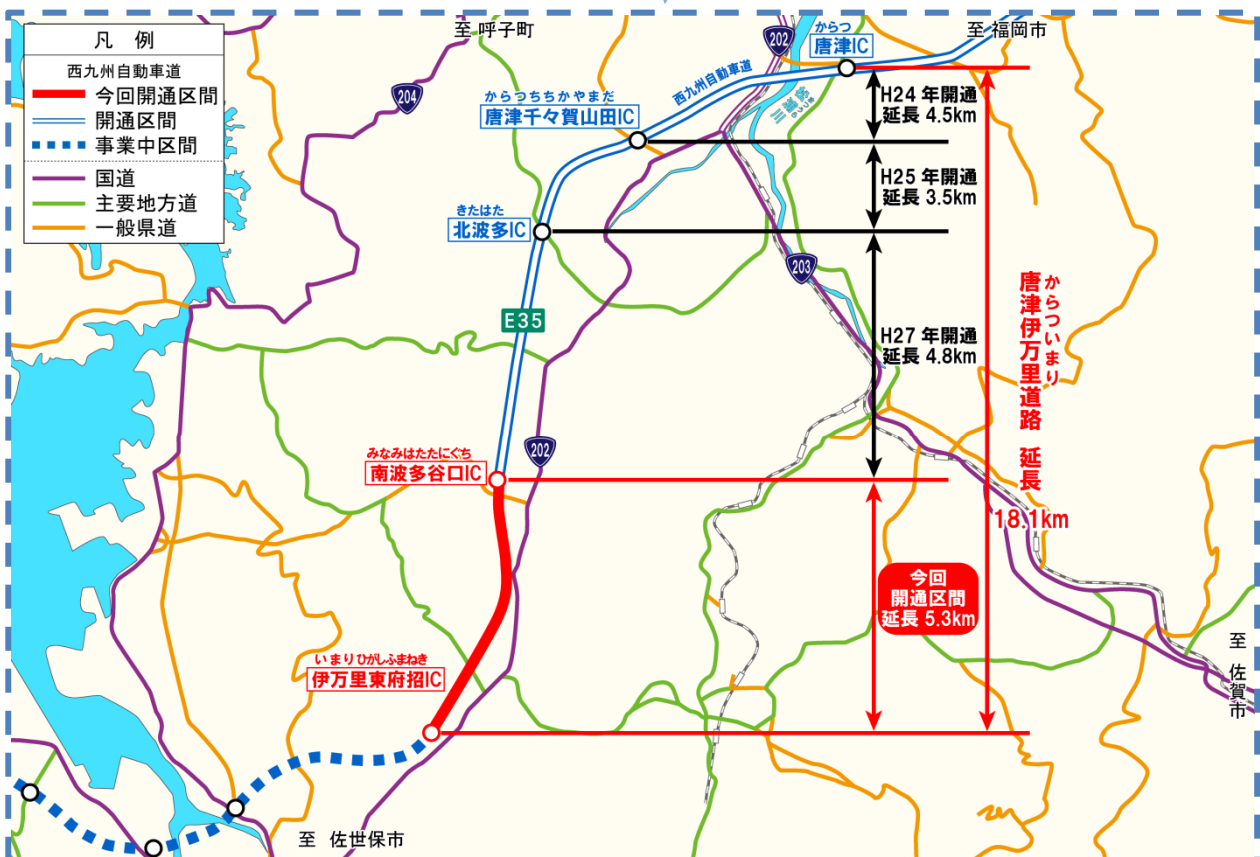 凡 例
西九州自動車道
今回開通区間
開通区間
事業中区間
国道
主要地方道
一般県道
至 呼子町
至 福岡市
202
からつ
唐津IC
204
西九州自動車道
からつちちかやまだ
唐津千々賀山田IC
まつうら
松浦川
H24 年開通
延長 4.5km
H25 年開通
延長 3.5km
きたはた
北波多IC
203
E35
H27 年開通
延長 4.8km
からついまり
唐津伊万里道路 延長
18.1km
みなみはたたにぐち
南波多谷口IC
202
今回
開通区間
延長 5.3km
いまりひがしふまねき
伊万里東府招IC
至 佐賀市
至 佐世保市